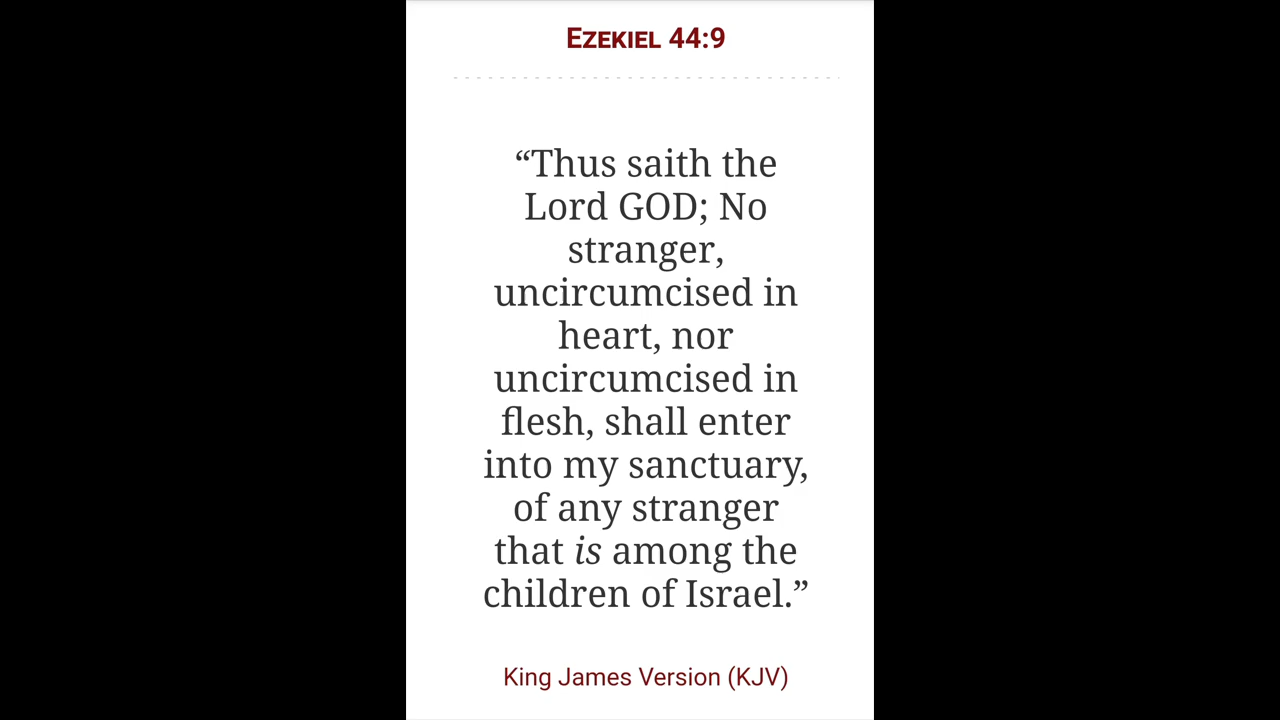 Ezekiel 44:9
“Thus saith the
Lord GOD; No
stranger,
uncircumcised in
heart, nor
uncircumcised in
flesh, shall enter
into my sanctuary,
of any stranger
that is among the
children of Israel.”
King James Version (KJV)